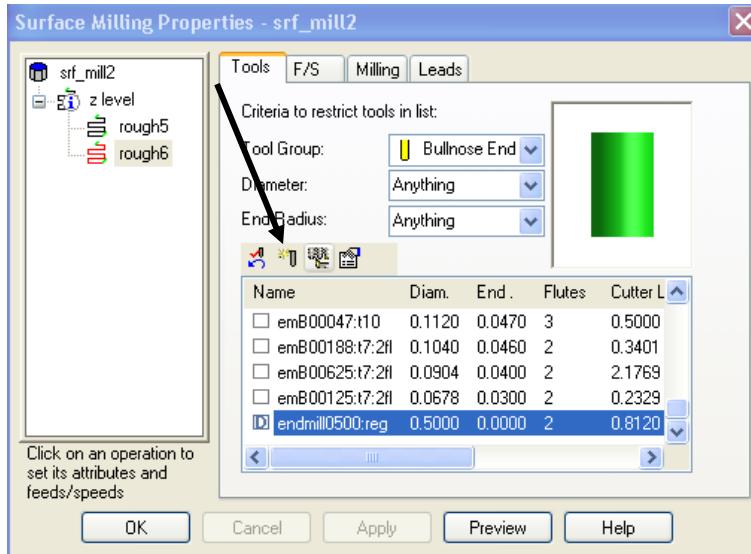 Surface Milling Properties - srf_mill2
srf_mill2
z level
rough5
rough6
Click on an operation to
set its attributes and
feeds/speeds
Tools F/S Milling Leads
Criteria to restrict tools in list:
Tool Group: Bullnose End
Diameter: Anything
End Radius: Anything
Name Diam. End . Flutes Cutter L
emB00047:t10 0.1120 0.0470 3 0.5000
emB00188:t7:2fl 0.1040 0.0460 2 0.3401
emB00625:t7:2fl 0.0904 0.0400 2 2.1769
emB00125:t7:2fl 0.0678 0.0300 2 0.2329
D endmill0500:reg 0.5000 0.0000 2 0.8120
OK Cancel Apply Preview Help